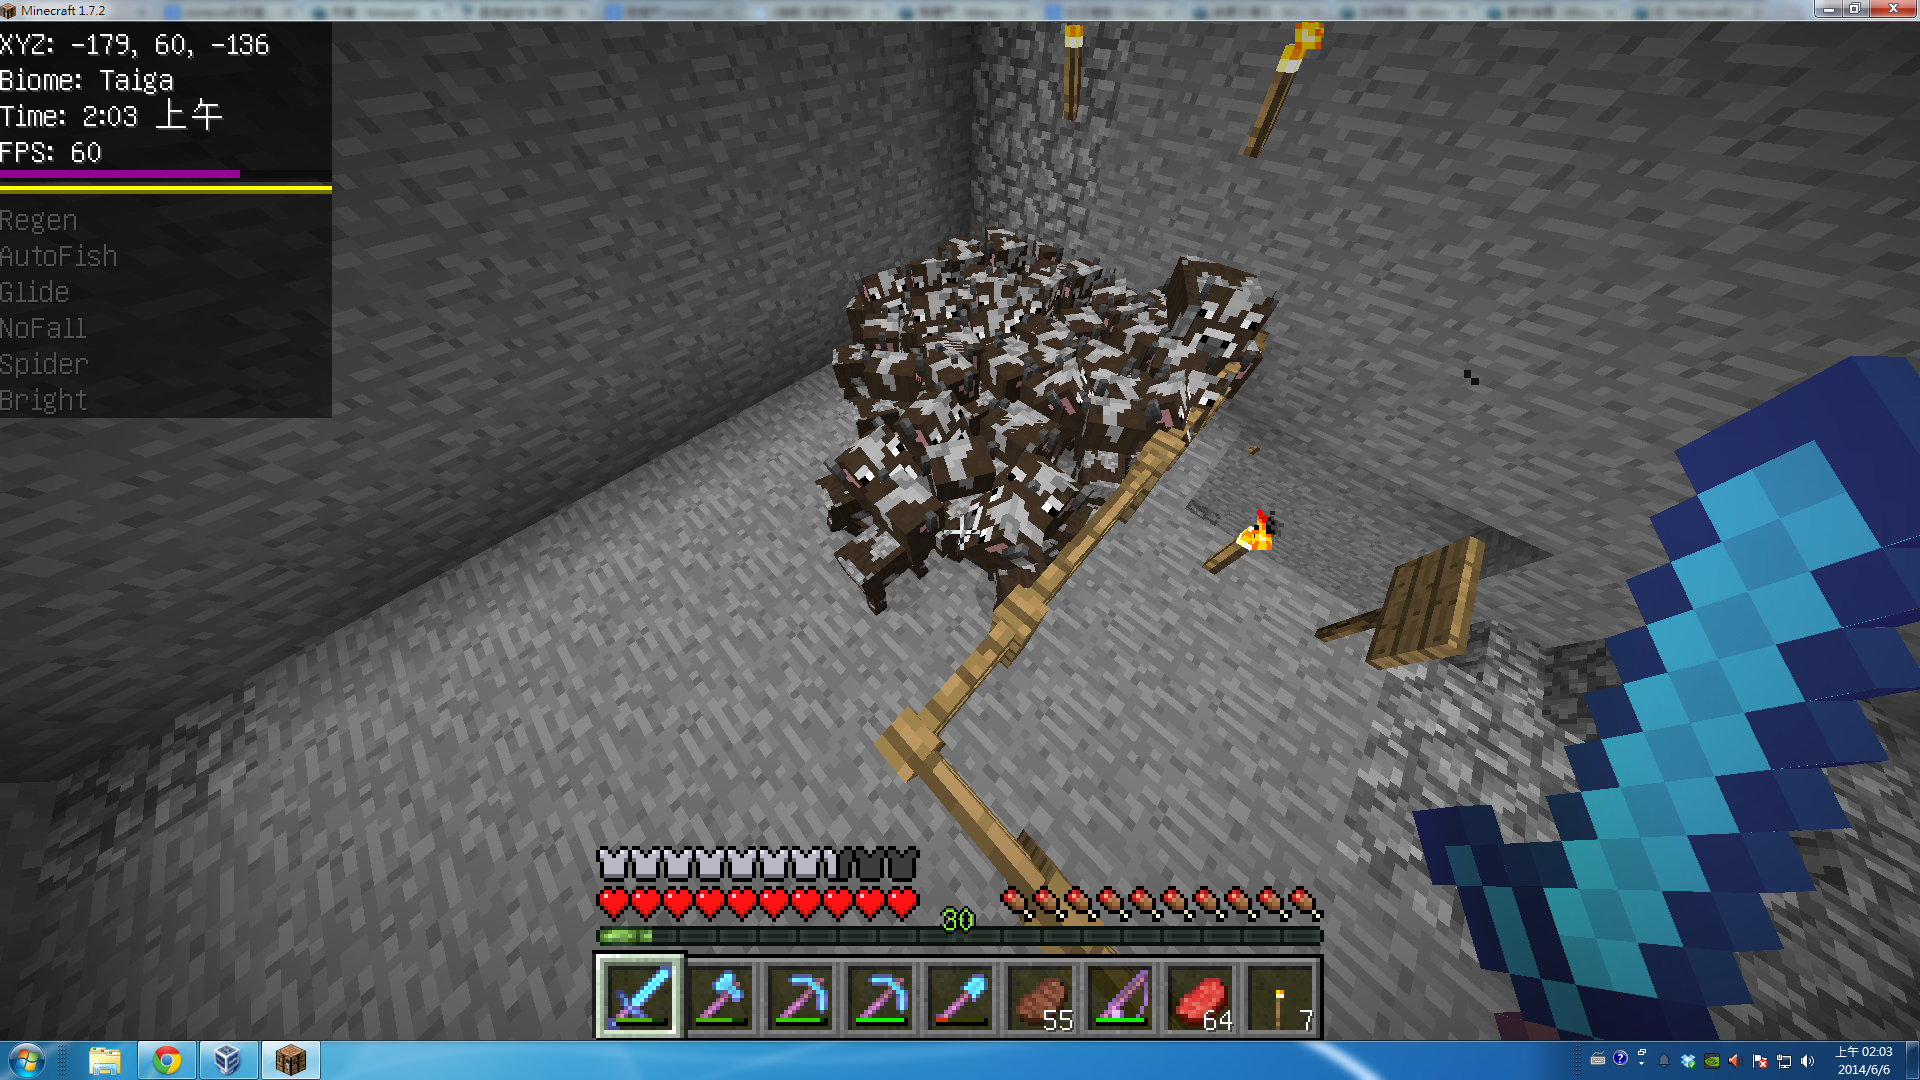 Minecraft 1.7.2
XYZ: -179, 60, -136
Biome: Taiga
Time: 2:03 上午
FPS: 60
Regen
AutoFish
Glide
NoFall
Spider
Bright
30
55
64
7
上午 02:03
2014/6/6